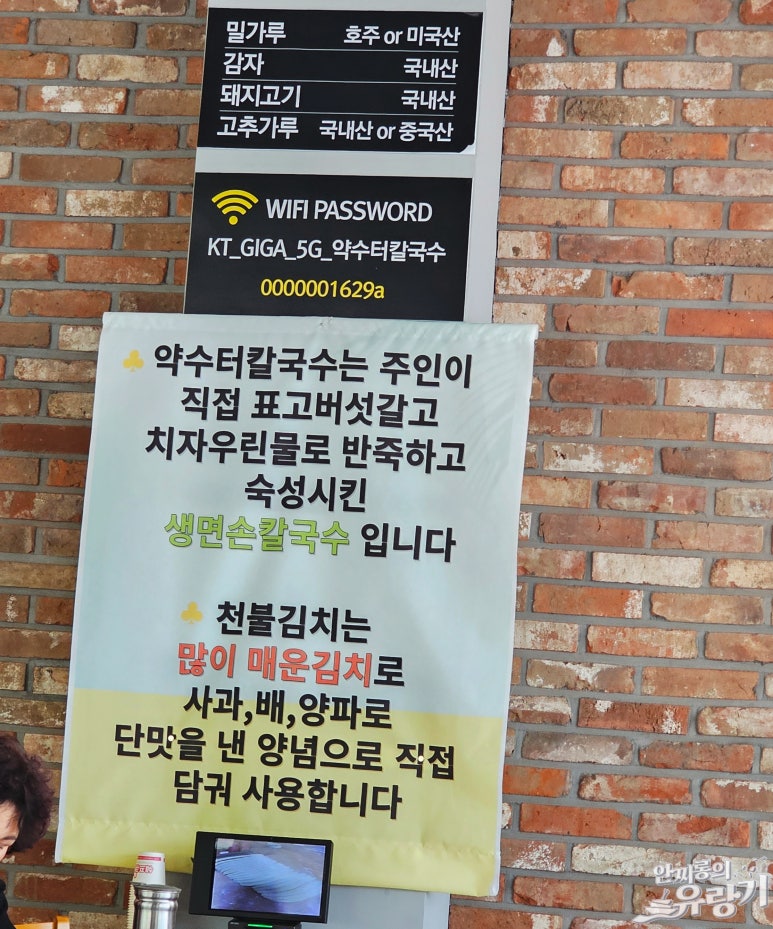 밀가루 호주 or 미국산
감자 국내산
돼지고기 국내산
고추가루 국내산 or 중국산
WIFI PASSWORD
KT_GIGA_5G_약수터칼국수
0000001629a
약수터칼국수는 주인이
직접 표고버섯갈고
치자우린물로 반죽하고
숙성시킨
생면손칼국수 입니다
천불김치는
많이 매운김치로
사과,배,양파로
단맛을 낸 양념으로 직접
담궈 사용합니다
안찌롱의
유랑기